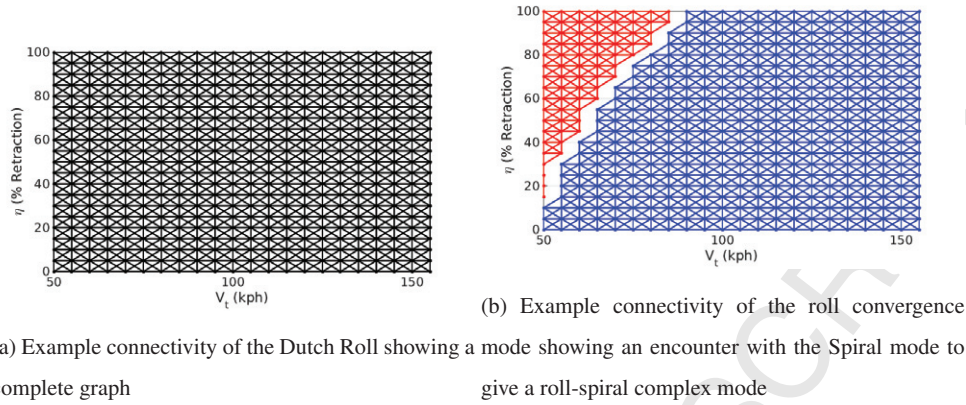 100
80
60
40
20
0
η (% Retraction)
50 100 150
V_t (kph)
100
80
60
40
20
0
η (% Retraction)
50 100 150
V_t (kph)
a) Example connectivity of the Dutch Roll showing a
complete graph
(b) Example connectivity of the roll convergence
mode showing an encounter with the Spiral mode to
give a roll-spiral complex mode